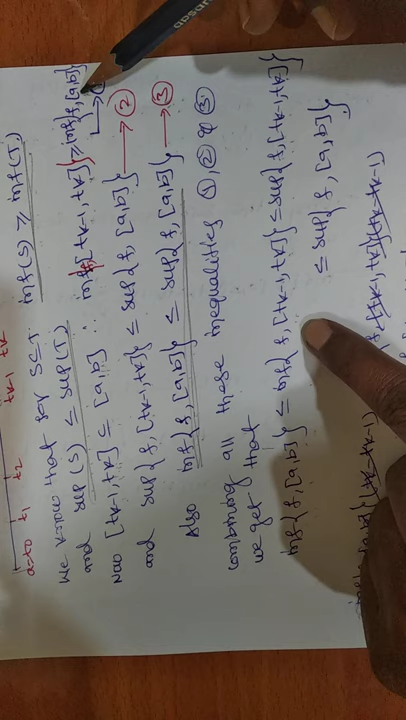 absar
a=t0 t1 t2 tk-1 tk
We know that for S⊆T inf(S) ≥ inf(T)
and sup(S) ≤ sup(T)
Now [tk-1,tk] ⊆ [a,b] ∴ inf{f,[tk-1,tk]} ≥ inf{f,[a,b]} → ①
and sup{f,[tk-1,tk]} ≤ sup{f,[a,b]} → ②
Also inf{f,[a,b]} ≤ sup{f,[a,b]} → ③
combining all these inequalities ①,② & ③
we get that
inf{f,[a,b]} ≤ inf{f,[tk-1,tk]} ≤ sup{f,[tk-1,tk]}
≤ sup{f,[a,b]}